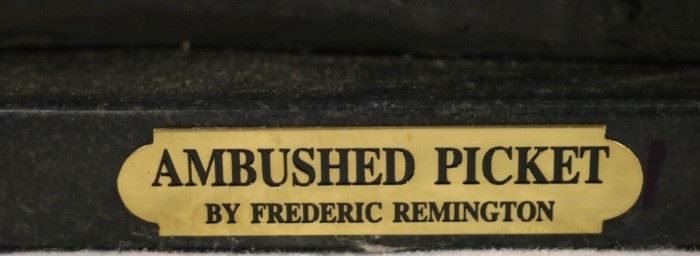 AMBUSHED PICKET
BY FREDERIC REMINGTON